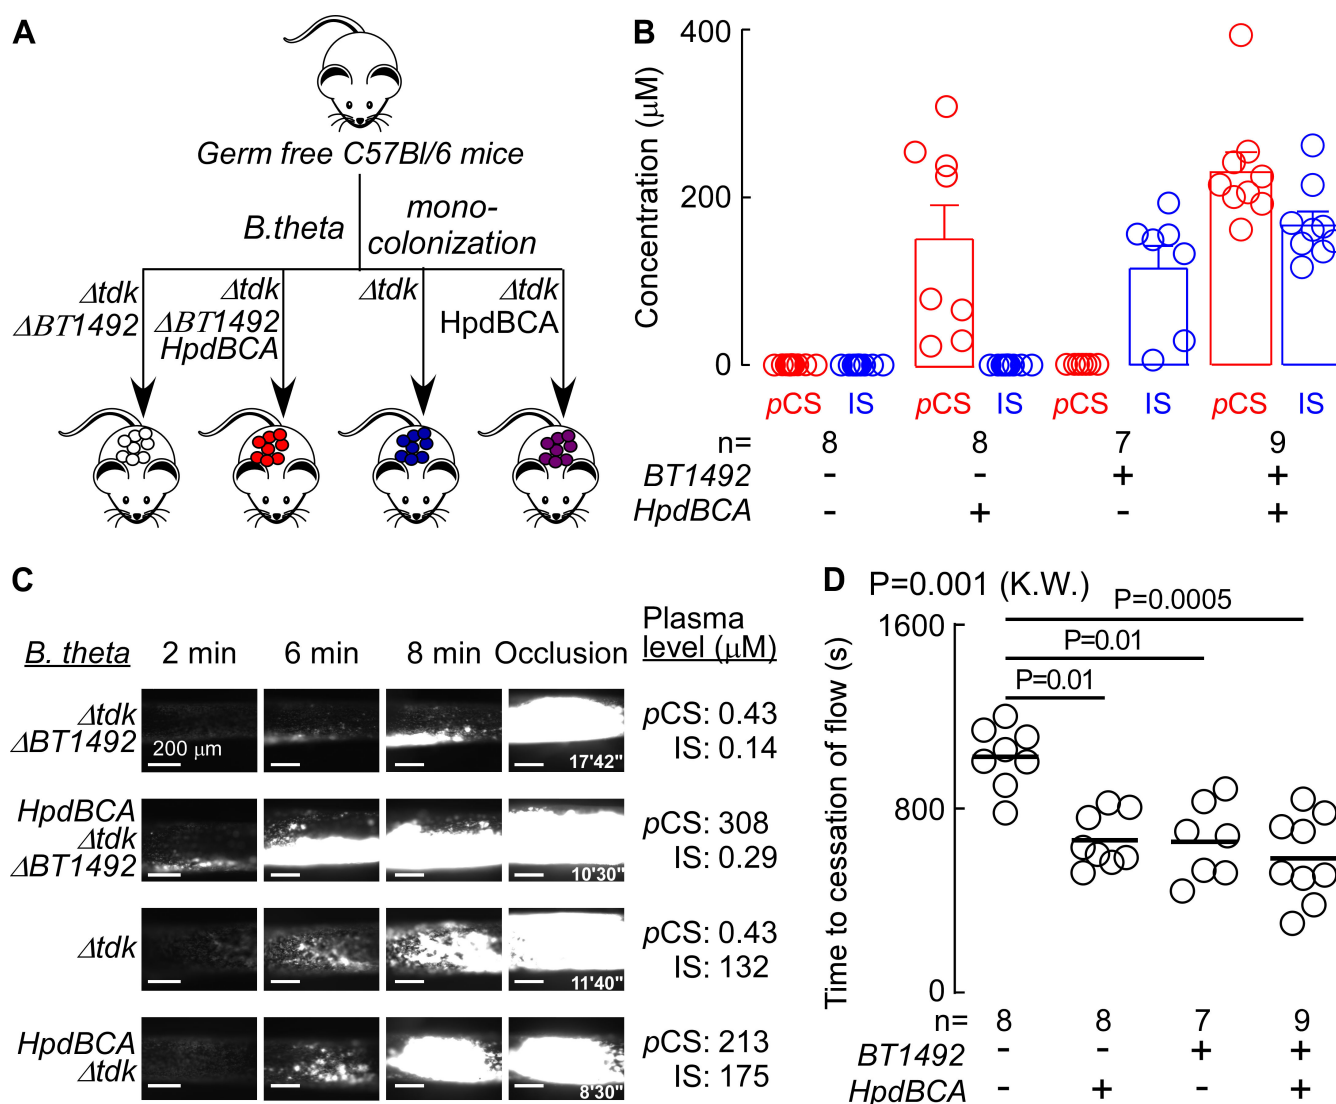 A
Germ free C57Bl/6 mice
B.theta
mono-
colonization
Δtdk
ΔBT1492
Δtdk
ΔBT1492
HpdBCA
Δtdk
Δtdk
HpdBCA
B
Concentration (μM)
400
200
0
pCS IS pCS IS pCS IS pCS IS
n= 8 8 7 9
BT1492 - - + +
HpdBCA - + - +
C
B. theta 2 min 6 min 8 min Occlusion
Plasma
level (μM)
Δtdk
ΔBT1492
200 μm
17'42"
pCS: 0.43
IS: 0.14
HpdBCA
Δtdk
ΔBT1492
10'30"
pCS: 308
IS: 0.29
Δtdk
11'40"
pCS: 0.43
IS: 132
HpdBCA
Δtdk
8'30"
pCS: 213
IS: 175
D
P=0.001 (K.W.)
P=0.0005
P=0.01
P=0.01
Time to cessation of flow (s)
1600
800
0
n= 8 8 7 9
BT1492 - - + +
HpdBCA - + - +